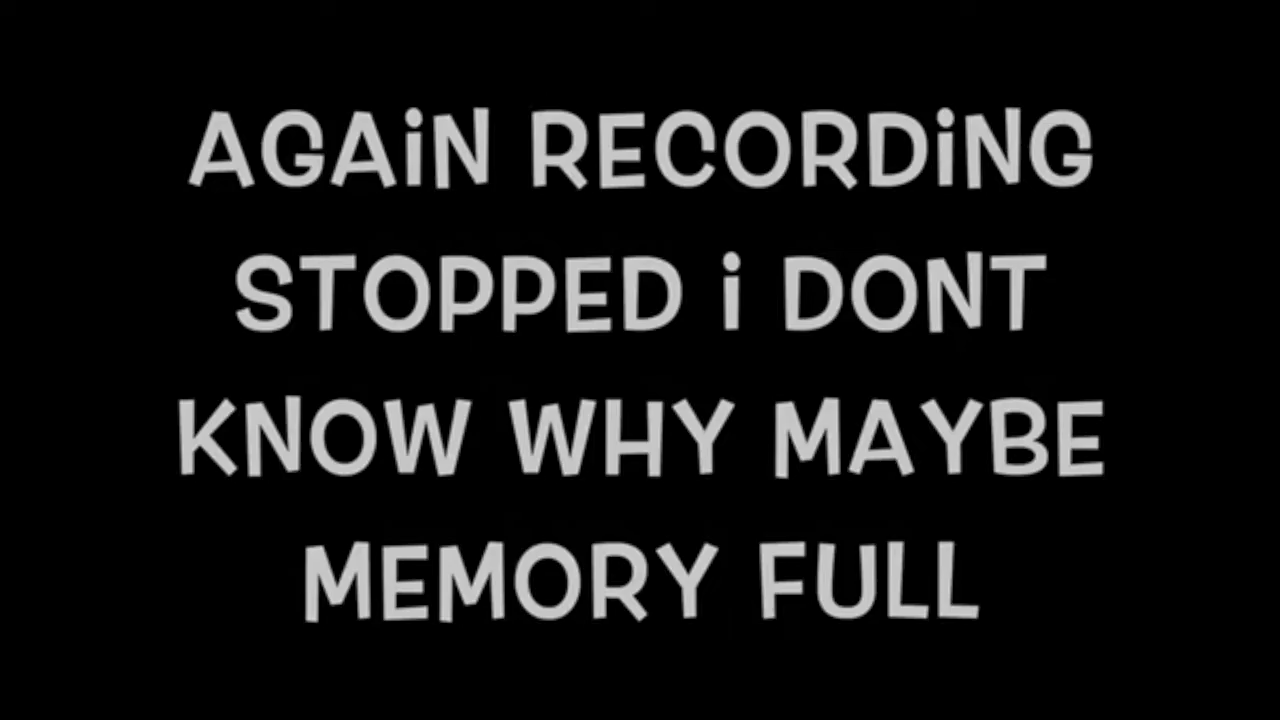 AGAiN RECORDiNG
STOPPED i DONT
KNOW WHY MAYBE
MEMORY FULL